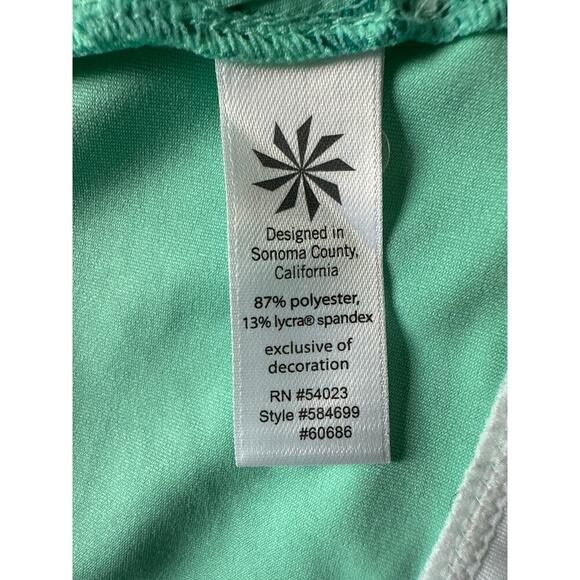 Designed in
Sonoma County,
California
87% polyester,
13% lycra® spandex
exclusive of
decoration
RN #54023
Style #584699
#60686